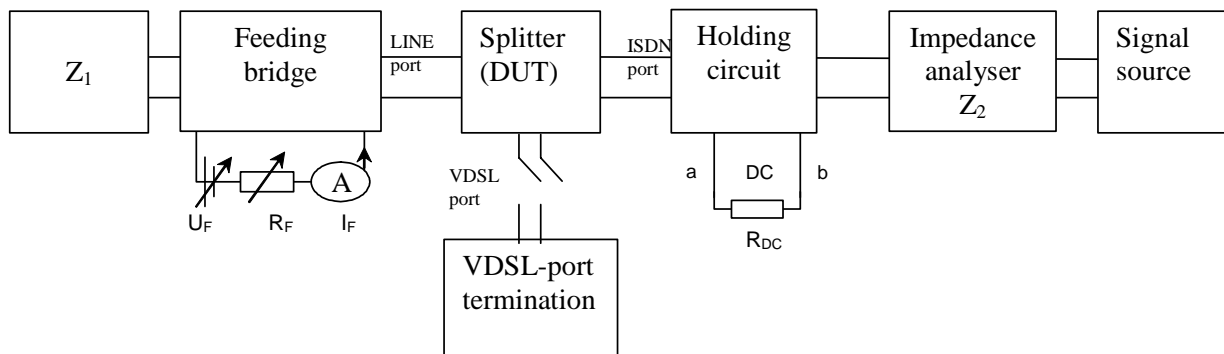 Z1
Feeding
bridge
LINE
port
Splitter
(DUT)
ISDN
port
Holding
circuit
Impedance
analyser
Z2
Signal
source
UF
RF
A
IF
VDSL
port
a
DC
b
RDC
VDSL-port
termination